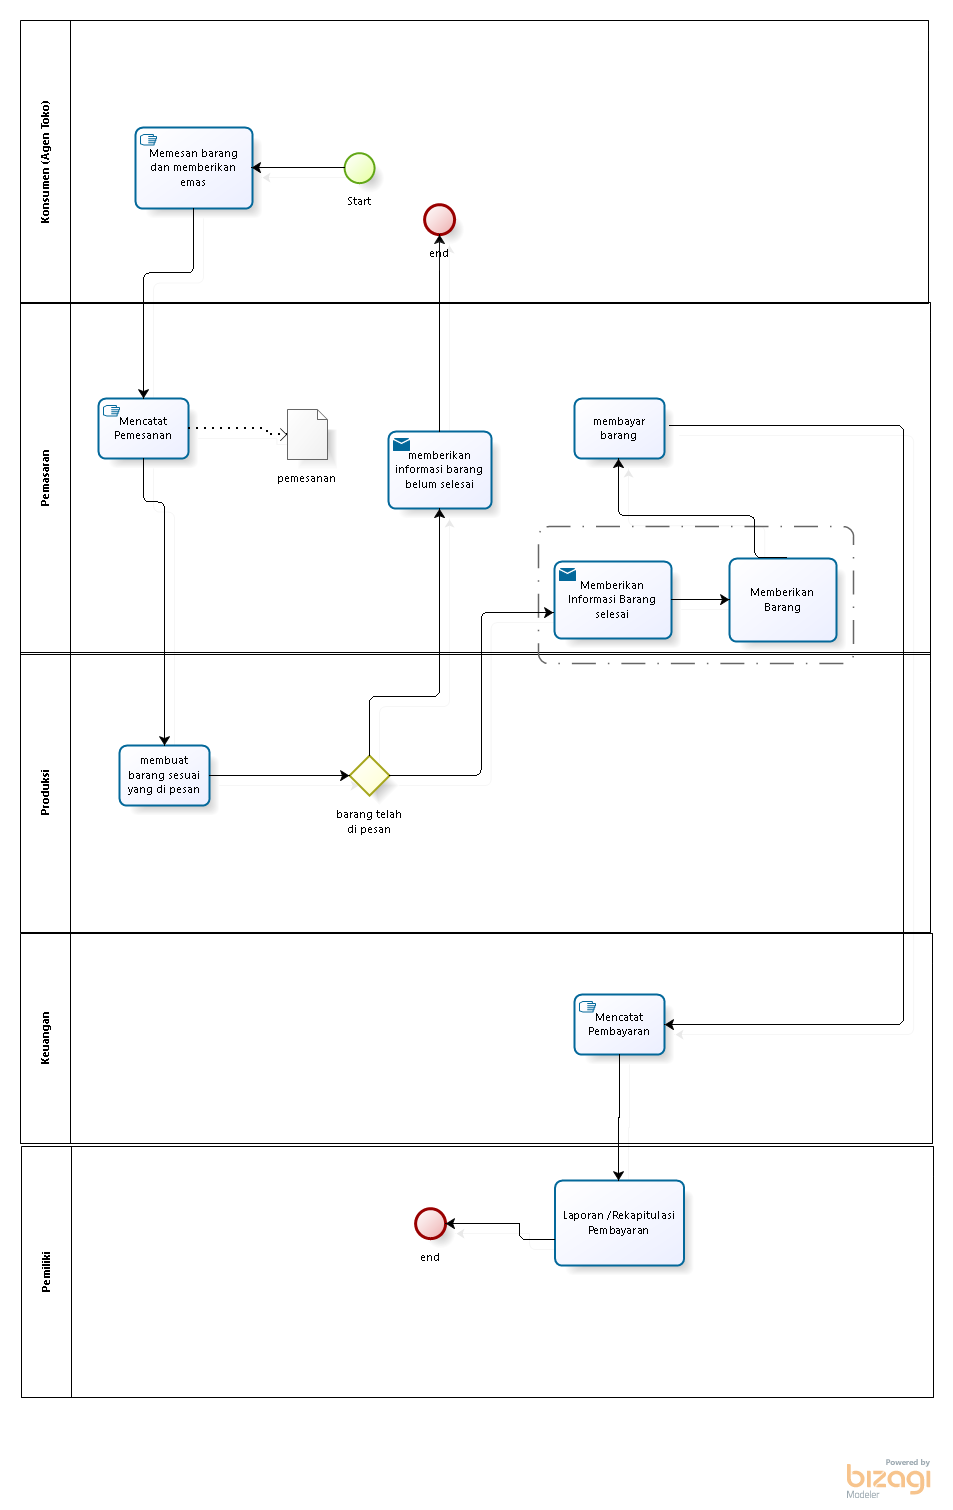 Konsumen (Agen Toko)
Memesan barang
dan memberikan
emas
Start
end
Pemasaran
Mencatat
Pemesanan
pemesanan
memberikan
informasi barang
belum selesai
membayar
barang
Memberikan
Informasi Barang
selesai
Memberikan
Barang
Produksi
membuat
barang sesuai
yang di pesan
barang telah
di pesan
Keuangan
Mencatat
Pembayaran
Pemiliki
Laporan /Rekapitulasi
Pembayaran
end
Powered by
bizagi
Modeler